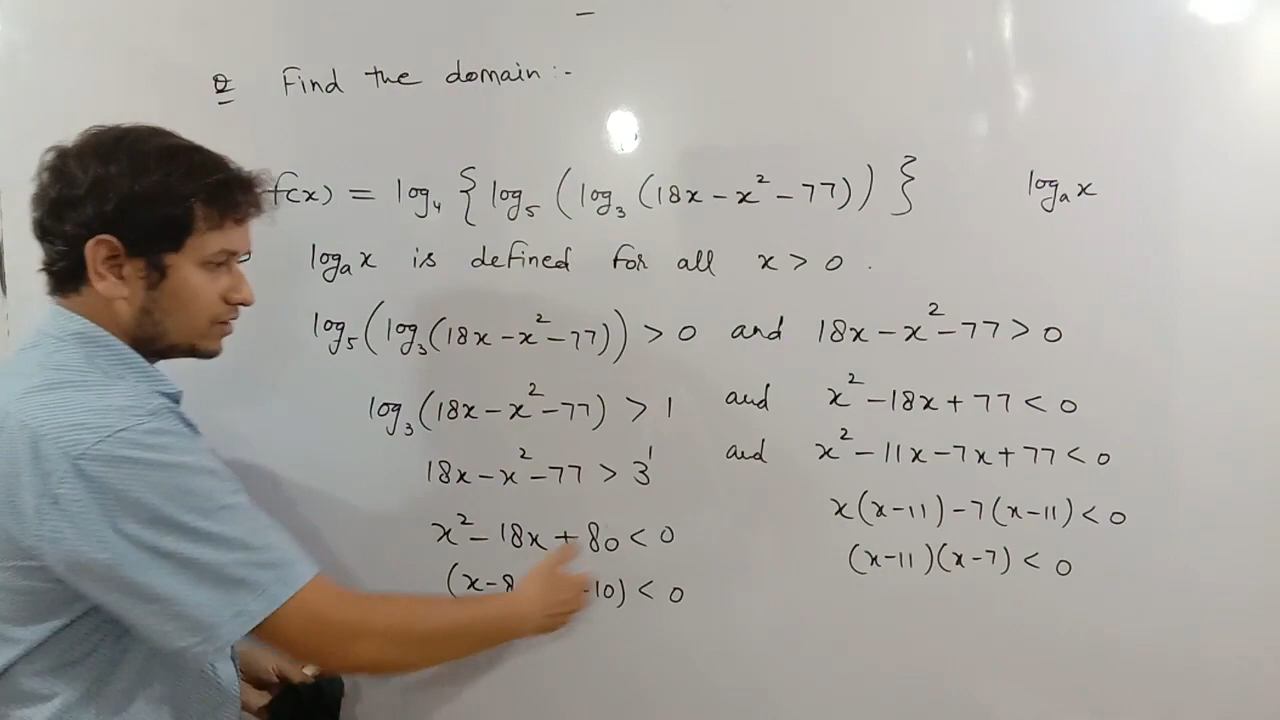 Q Find the domain :-
f(x) = log₄ { log₅ ( log₃ (18x - x² - 77) ) } logₐ x
logₐ x is defined for all x > 0 .
log₅ ( log₃ (18x - x² - 77) ) > 0 and 18x - x² - 77 > 0
log₃ (18x - x² - 77) > 1 and x² - 18x + 77 < 0
18x - x² - 77 > 3¹ and x² - 11x - 7x + 77 < 0
x² - 18x + 80 < 0 x(x-11) - 7(x-11) < 0
(x-8 -10) < 0 (x-11)(x-7) < 0